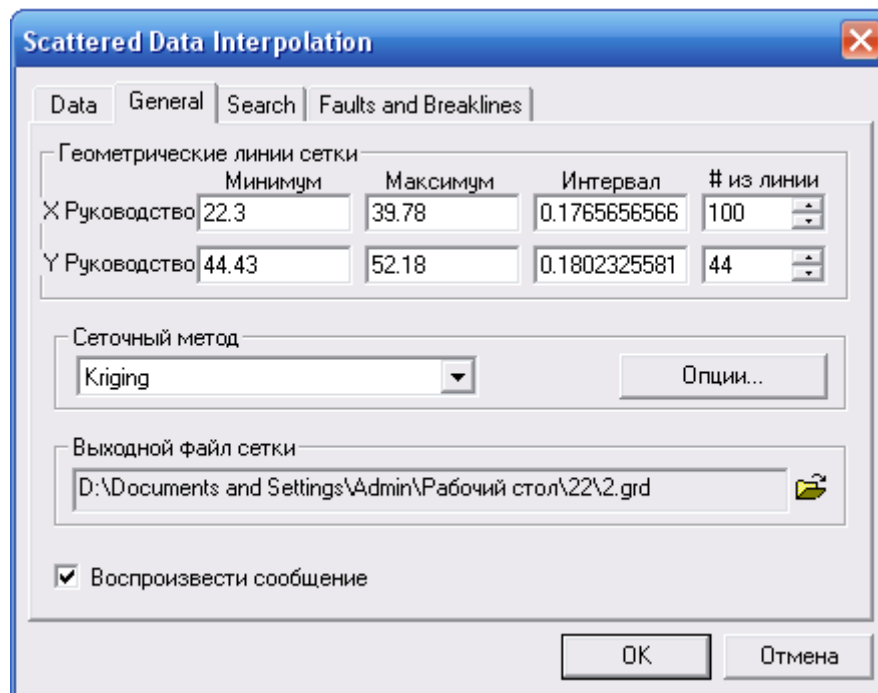 Scattered Data Interpolation
Data General Search Faults and Breaklines
Геометрические линии сетки
Минимум Максимум Интервал # из линии
X Руководство 22.3 39.78 0.1765656566 100
Y Руководство 44.43 52.18 0.1802325581 44
Сеточный метод
Kriging Опции...
Выходной файл сетки
D:\Documents and Settings\Admin\Рабочий стол\22\2.grd
Воспроизвести сообщение
OK Отмена